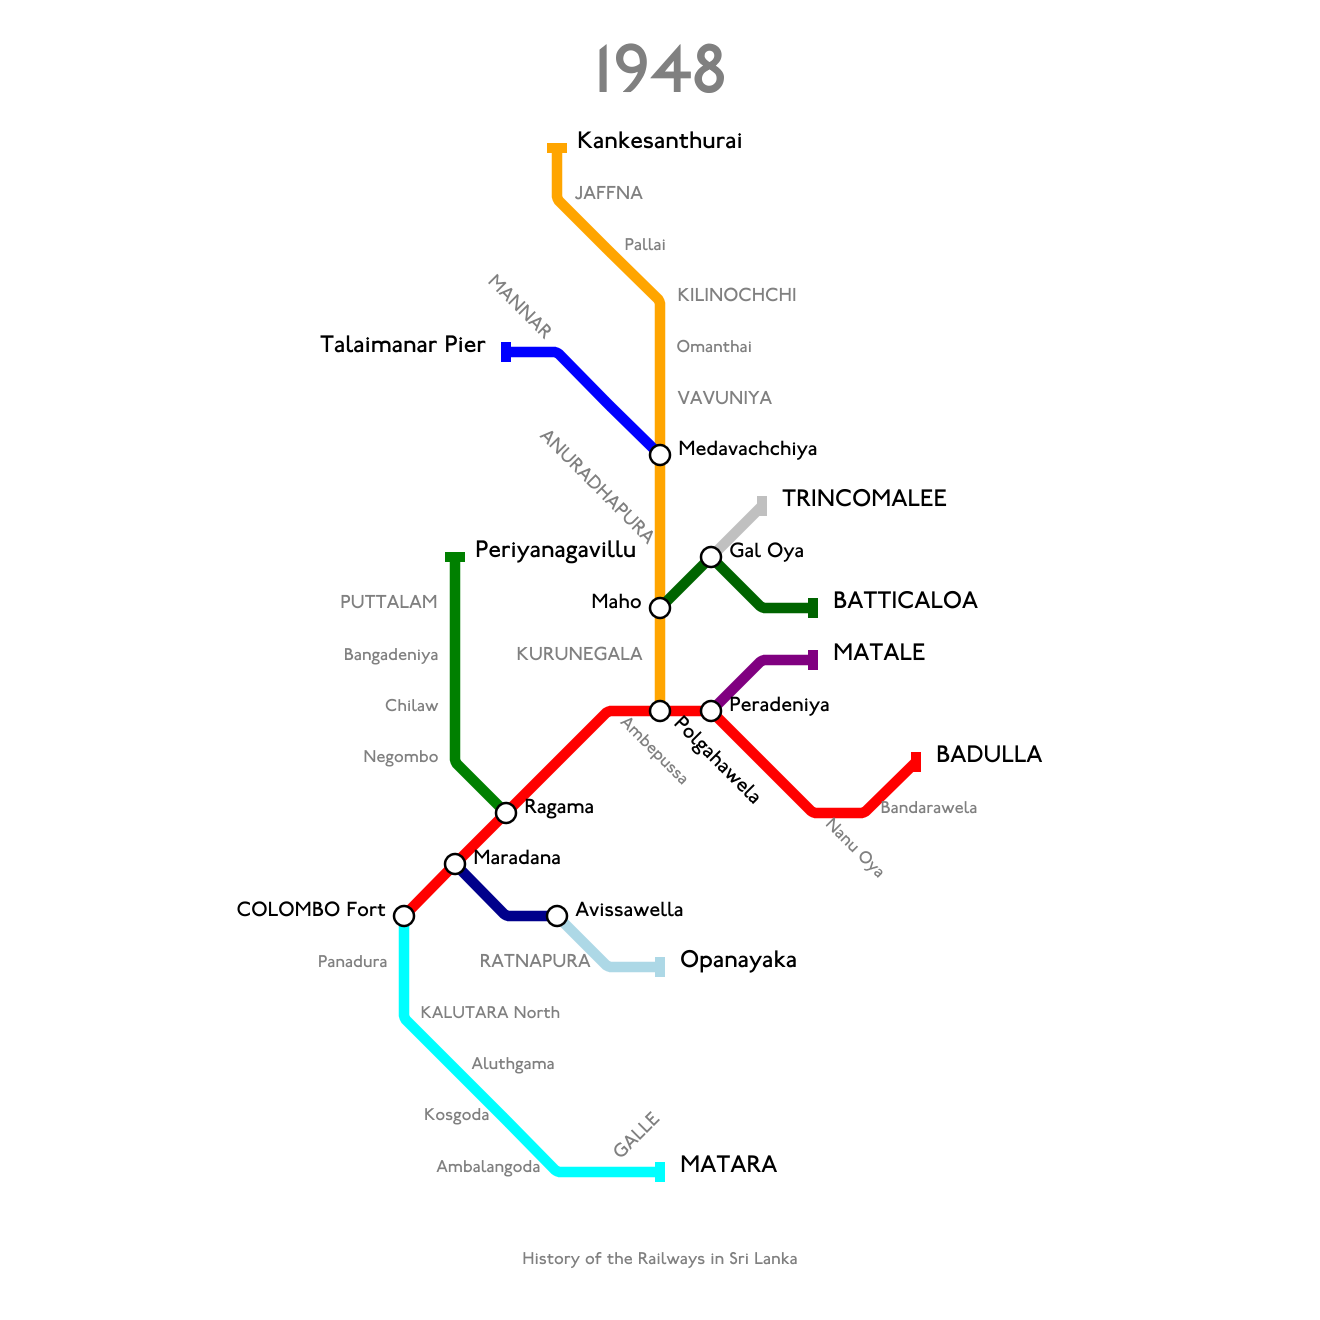 1948
Kankesanthurai
JAFFNA
Pallai
MANNAR
KILINOCHCHI
Talaimanar Pier
Omanthai
VAVUNIYA
ANURADHAPURA
Medavachchiya
TRINCOMALEE
Periyanagavillu
Gal Oya
PUTTALAM
Maho
BATTICALOA
Bangadeniya
KURUNEGALA
MATALE
Chilaw
Peradeniya
Ambepussa
Polgahawela
Negombo
BADULLA
Ragama
Bandarawela
Nanu Oya
Maradana
COLOMBO Fort
Avissawella
Panadura
RATNAPURA
Opanayaka
KALUTARA North
Aluthgama
Kosgoda
GALLE
Ambalangoda
MATARA
History of the Railways in Sri Lanka